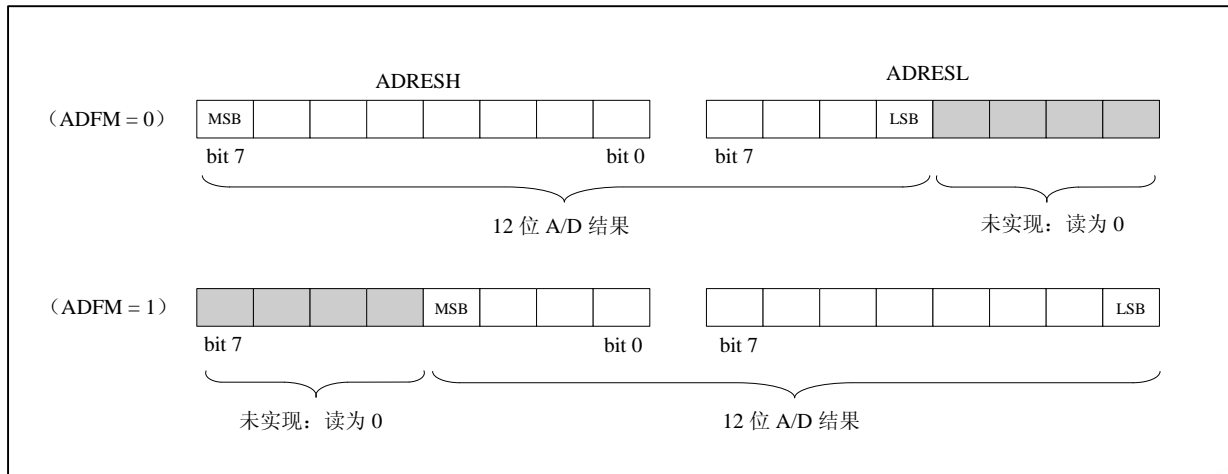 ADRESH ADRESL
（ADFM = 0） MSB LSB
bit 7 bit 0 bit 7
12 位 A/D 结果 未实现：读为 0
（ADFM = 1） MSB LSB
bit 7 bit 0 bit 7
未实现：读为 0 12 位 A/D 结果